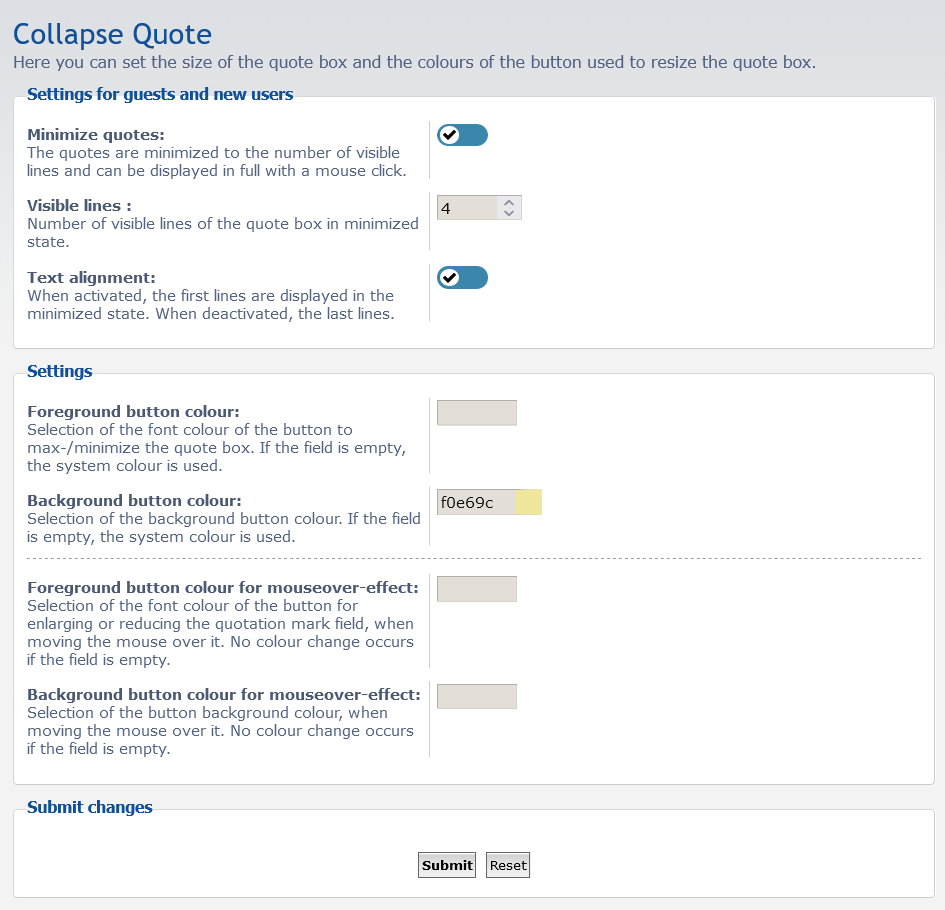 Collapse Quote
Here you can set the size of the quote box and the colours of the button used to resize the quote box.
Settings for guests and new users
Minimize quotes:
The quotes are minimized to the number of visible
lines and can be displayed in full with a mouse click.
Visible lines :
4
Number of visible lines of the quote box in minimized
state.
Text alignment:
When activated, the first lines are displayed in the
minimized state. When deactivated, the last lines.
Settings
Foreground button colour:
Selection of the font colour of the button to
max-/minimize the quote box. If the field is empty,
the system colour is used.
Background button colour:
f0e69c
Selection of the background button colour. If the field
is empty, the system colour is used.
Foreground button colour for mouseover-effect:
Selection of the font colour of the button for
enlarging or reducing the quotation mark field, when
moving the mouse over it. No colour change occurs
if the field is empty.
Background button colour for mouseover-effect:
Selection of the button background colour, when
moving the mouse over it. No colour change occurs
if the field is empty.
Submit changes
Submit Reset